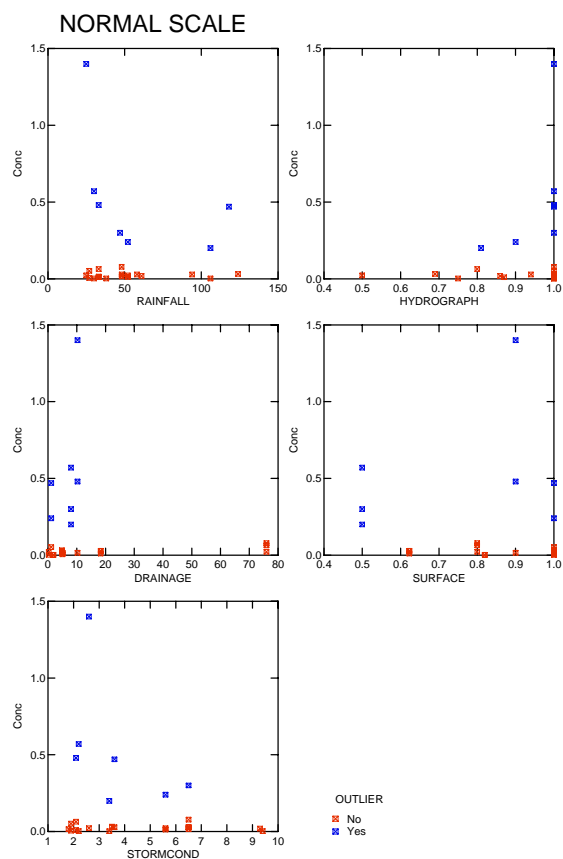 NORMAL SCALE
1.5 1.5
1.0 1.0
Conc Conc
0.5 0.5
0.0 0.0
0 50 100 150 0.4 0.5 0.6 0.7 0.8 0.9 1.0
RAINFALL HYDROGRAPH
1.5 1.5
1.0 1.0
Conc Conc
0.5 0.5
0.0 0.0
0 10 20 30 40 50 60 70 80 0.4 0.5 0.6 0.7 0.8 0.9 1.0
DRAINAGE SURFACE
1.5
1.0
Conc
0.5
0.0
1 2 3 4 5 6 7 8 9 10
STORMCOND
OUTLIER
No
Yes